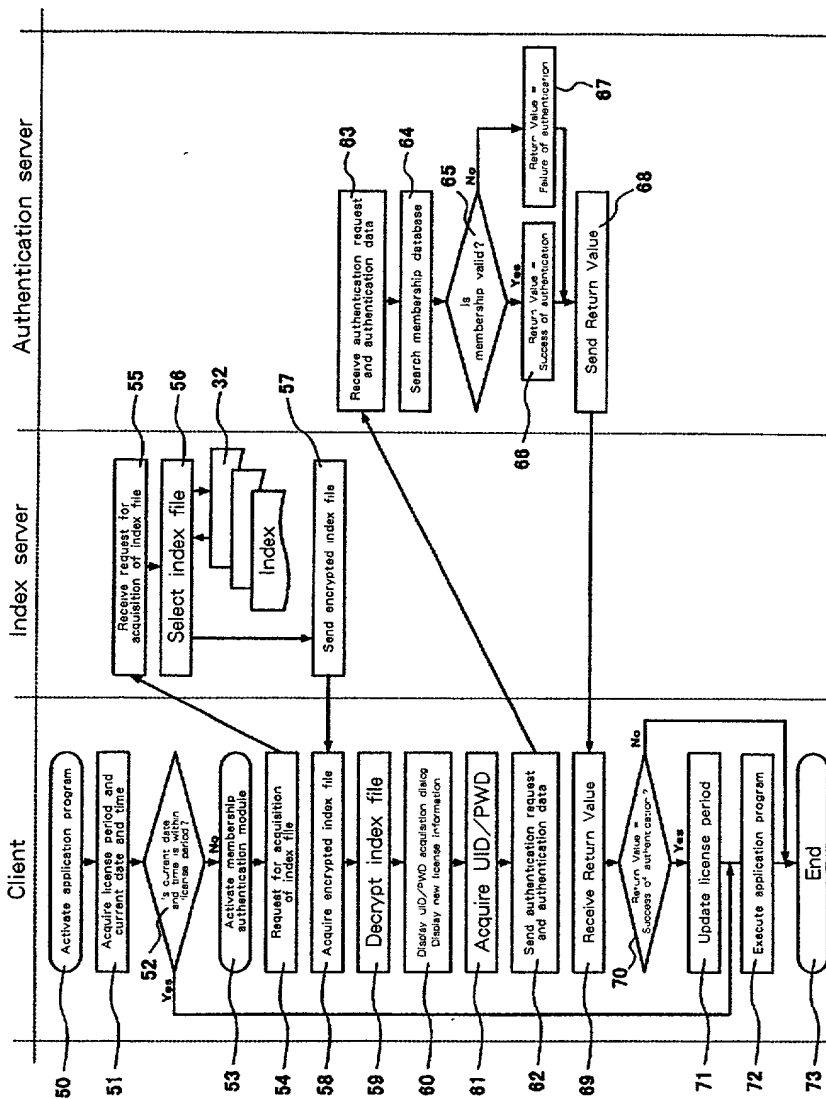 Client
Index server
Authentication server
50
Activate application program
51
Acquire license period and
current date and time
52
Is current date
and time is within
license period?
Yes
No
53
Activate membership
authentication module
54
Request for acquisition
of index file
55
Receive request for
acquisition of index file
56
Select index file
32
Index
57
Send encrypted index file
58
Acquire encrypted index file
59
Decrypt index file
60
Display UID/PWD acquisition dialog
Display new license information
61
Acquire UID/PWD
62
Send authentication request
and authentication data
63
Receive authentication request
and authentication data
64
Search membership database
65
Is
membership valid?
No
Yes
66
Return Value =
Success of authentication
67
Return Value =
Failure of authentication
68
Send Return Value
69
Receive Return Value
70
Return Value =
Success of authentication?
No
Yes
71
Update license period
72
Execute application program
73
End